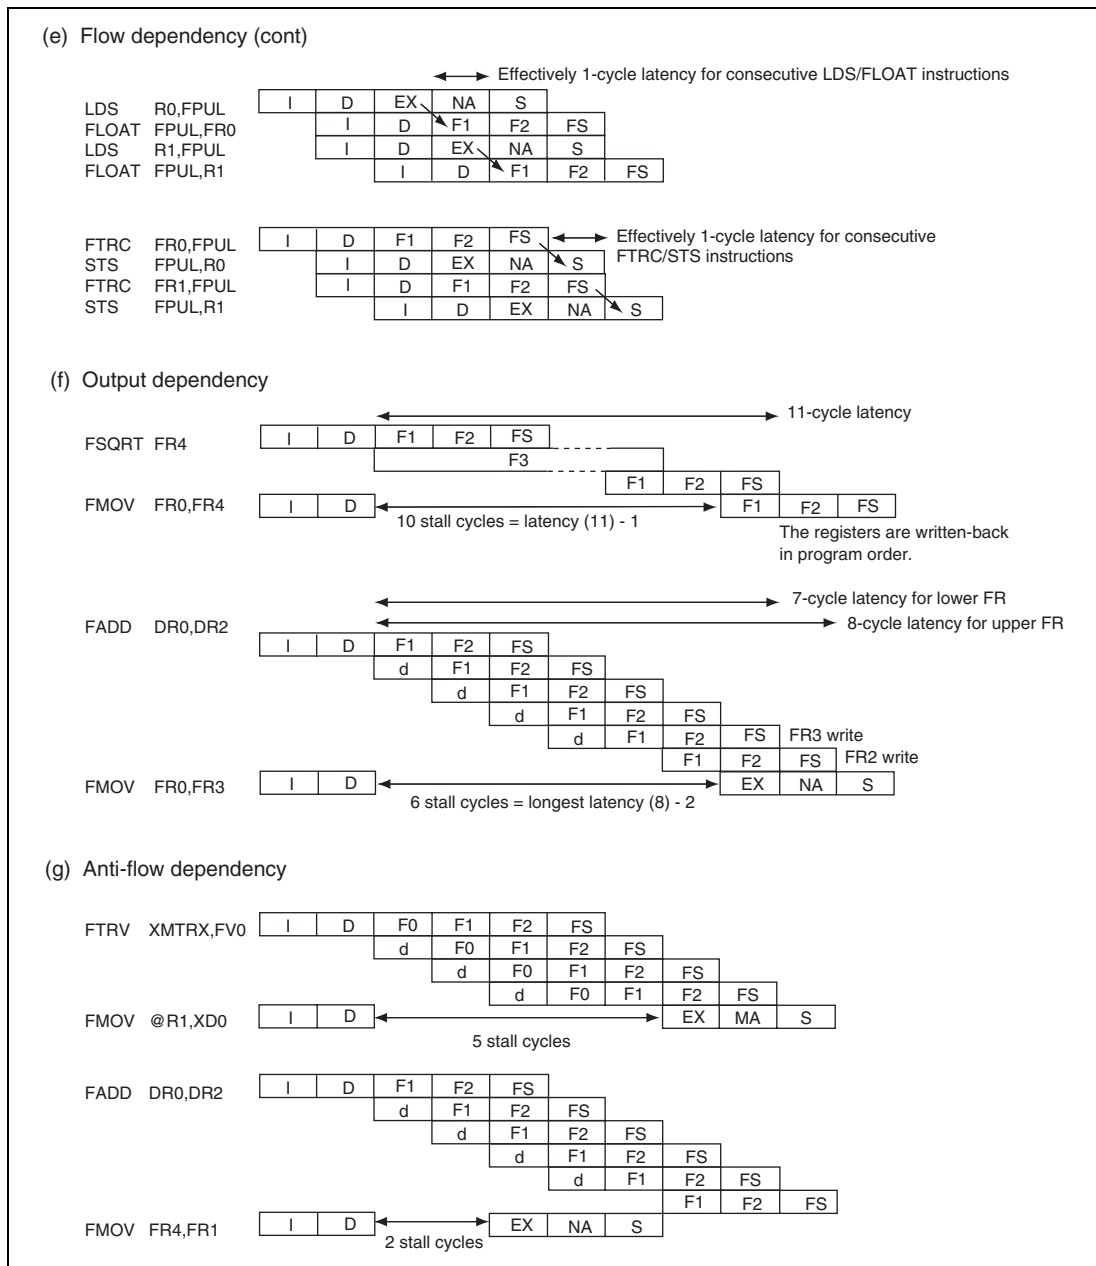 (e) Flow dependency (cont)
Effectively 1-cycle latency for consecutive LDS/FLOAT instructions
LDS R0,FPUL I D EX NA S
FLOAT FPUL,FR0 I D F1 F2 FS
LDS R1,FPUL I D EX NA S
FLOAT FPUL,R1 I D F1 F2 FS
FTRC FR0,FPUL I D F1 F2 FS Effectively 1-cycle latency for consecutive
STS FPUL,R0 I D EX NA S FTRC/STS instructions
FTRC FR1,FPUL I D F1 F2 FS
STS FPUL,R1 I D EX NA S
(f) Output dependency
11-cycle latency
FSQRT FR4 I D F1 F2 FS
F3
F1 F2 FS
FMOV FR0,FR4 I D 10 stall cycles = latency (11) - 1 F1 F2 FS
The registers are written-back
in program order.
7-cycle latency for lower FR
8-cycle latency for upper FR
FADD DR0,DR2 I D F1 F2 FS
d F1 F2 FS
d F1 F2 FS
d F1 F2 FS
d F1 F2 FS FR3 write
F1 F2 FS FR2 write
FMOV FR0,FR3 I D EX NA S
6 stall cycles = longest latency (8) - 2
(g) Anti-flow dependency
FTRV XMTRX,FV0 I D F0 F1 F2 FS
d F0 F1 F2 FS
d F0 F1 F2 FS
d F0 F1 F2 FS
FMOV @R1,XD0 I D EX MA S
5 stall cycles
FADD DR0,DR2 I D F1 F2 FS
d F1 F2 FS
d F1 F2 FS
d F1 F2 FS
d F1 F2 FS
F1 F2 FS
FMOV FR4,FR1 I D EX NA S
2 stall cycles